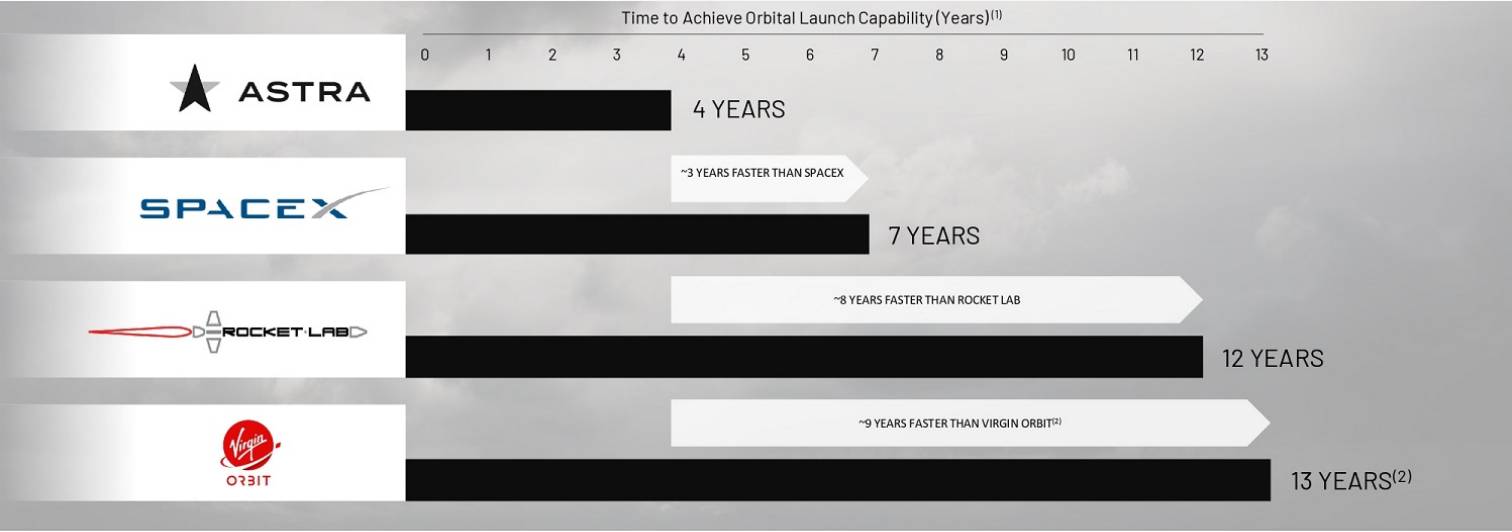 Time to Achieve Orbital Launch Capability (Years) (1)
0 1 2 3 4 5 6 7 8 9 10 11 12 13
ASTRA
4 YEARS
~3 YEARS FASTER THAN SPACEX
SPACEX
7 YEARS
~8 YEARS FASTER THAN ROCKET LAB
ROCKET·LAB
12 YEARS
~9 YEARS FASTER THAN VIRGIN ORBIT(2)
Virgin
ORBIT
13 YEARS(2)